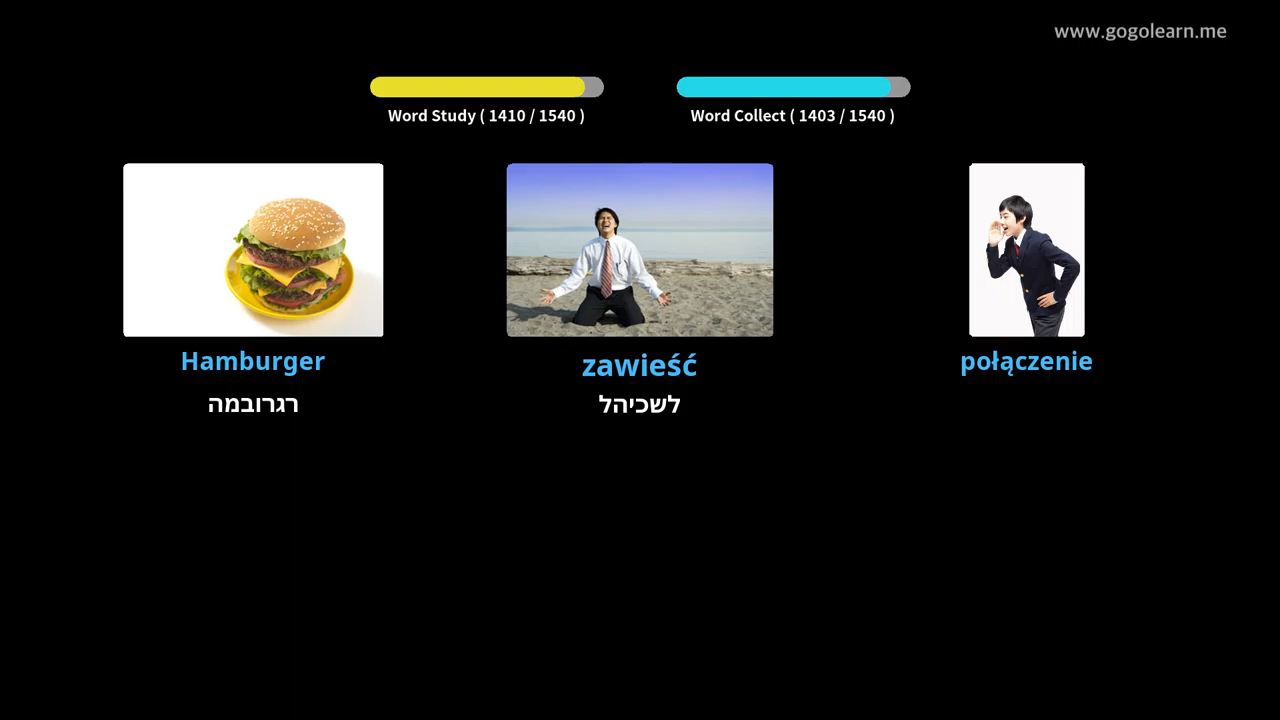 www.gogolearn.me
Word Study ( 1410 / 1540 )
Word Collect ( 1403 / 1540 )
Hamburger
zawieść
połączenie
רגרובמה
לשכיהל